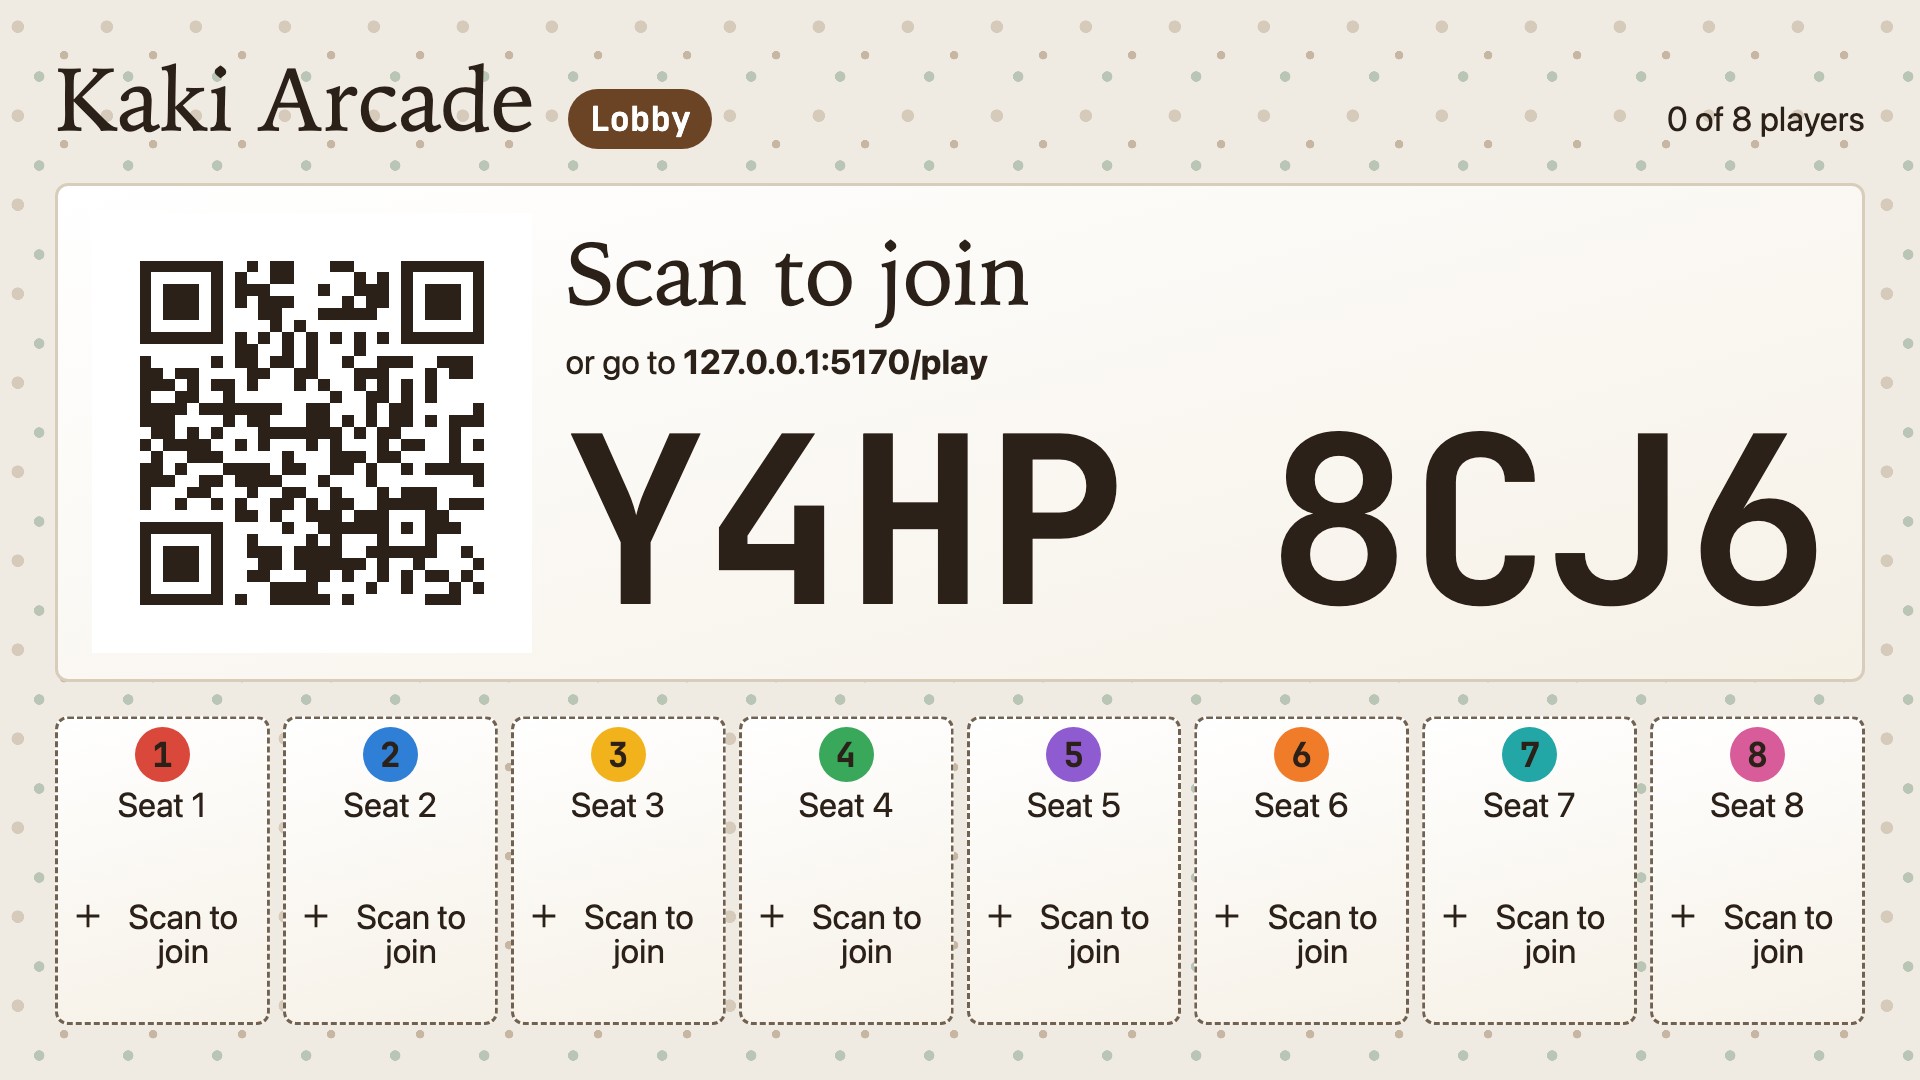 Kaki Arcade
Lobby
0 of 8 players
Scan to join
or go to 127.0.0.1:5170/play
Y4HP 8CJ6
1
Seat 1
+ Scan to
join
2
Seat 2
+ Scan to
join
3
Seat 3
+ Scan to
join
4
Seat 4
+ Scan to
join
5
Seat 5
+ Scan to
join
6
Seat 6
+ Scan to
join
7
Seat 7
+ Scan to
join
8
Seat 8
+ Scan to
join